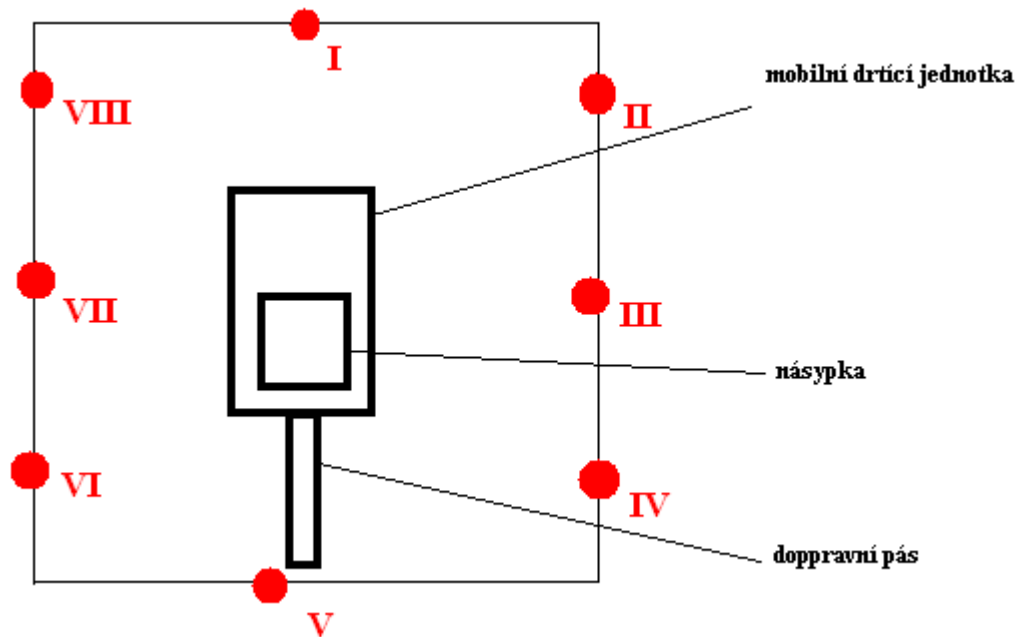 I
mobilní drtící jednotka
VIII
II
VII
III
násypka
VI
IV
doppravní pás
V